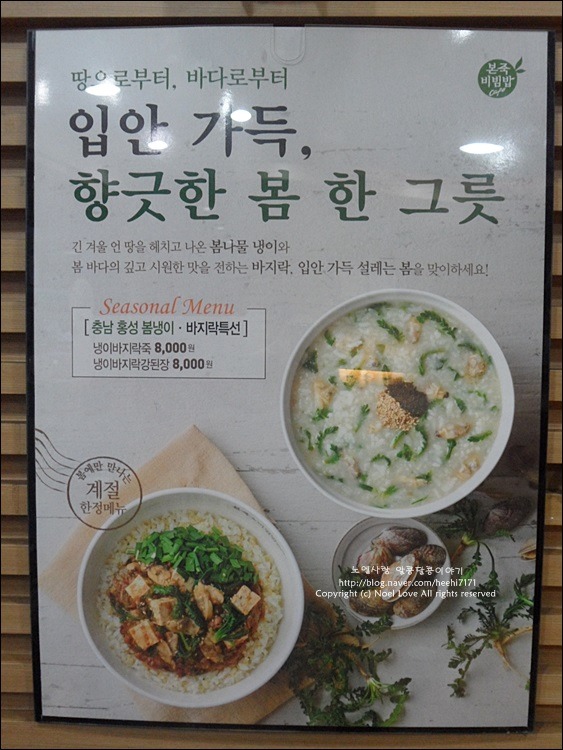 땅으로부터, 바다로부터
본죽
비빔밥
cafe
입안 가득,
향긋한 봄 한 그릇
긴 겨울 언 땅을 헤치고 나온 봄나물 냉이와
봄 바다의 깊고 시원한 맛을 전하는 바지락, 입안 가득 설레는 봄을 맞이하세요!
Seasonal Menu
[ 충남 홍성 봄냉이 · 바지락특선 ]
냉이바지락죽 8,000원
냉이바지락강된장 8,000원
봄에만 만나는
계절
한정메뉴
노엘사랑 알콩달콩이야기
http://blog.naver.com/heehl7171
Copyright (c) Noel Love All rights reserved